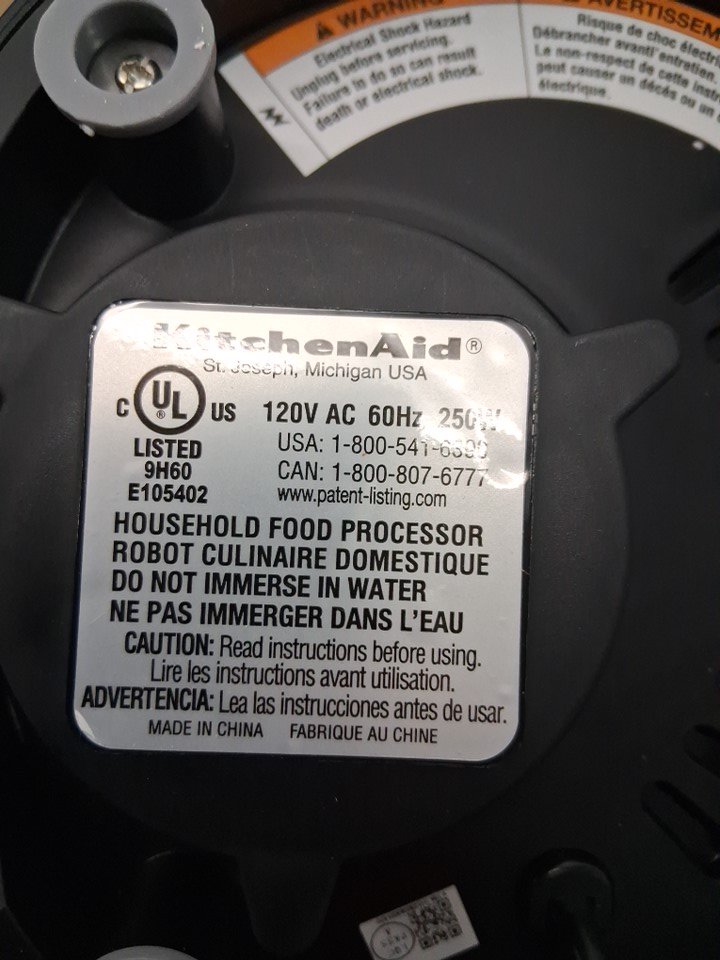 WARNING
Electrical Shock Hazard
Unplug before servicing.
Failure to do so can result
death or electrical shock.
AVERTISSEM
Risque de choc électri
Débrancher avant entretien.
Le non-respect de cette inst
peut causer un décès ou un
électrique.
KitchenAid®
St. Joseph, Michigan USA
C UL ® US
LISTED
9H60
E105402
120V AC 60Hz 250W
USA: 1-800-541-6390
CAN: 1-800-807-6777
www.patent-listing.com
HOUSEHOLD FOOD PROCESSOR
ROBOT CULINAIRE DOMESTIQUE
DO NOT IMMERSE IN WATER
NE PAS IMMERGER DANS L'EAU
CAUTION: Read instructions before using.
Lire les instructions avant utilisation.
ADVERTENCIA: Lea las instrucciones antes de usar.
MADE IN CHINA FABRIQUE AU CHINE